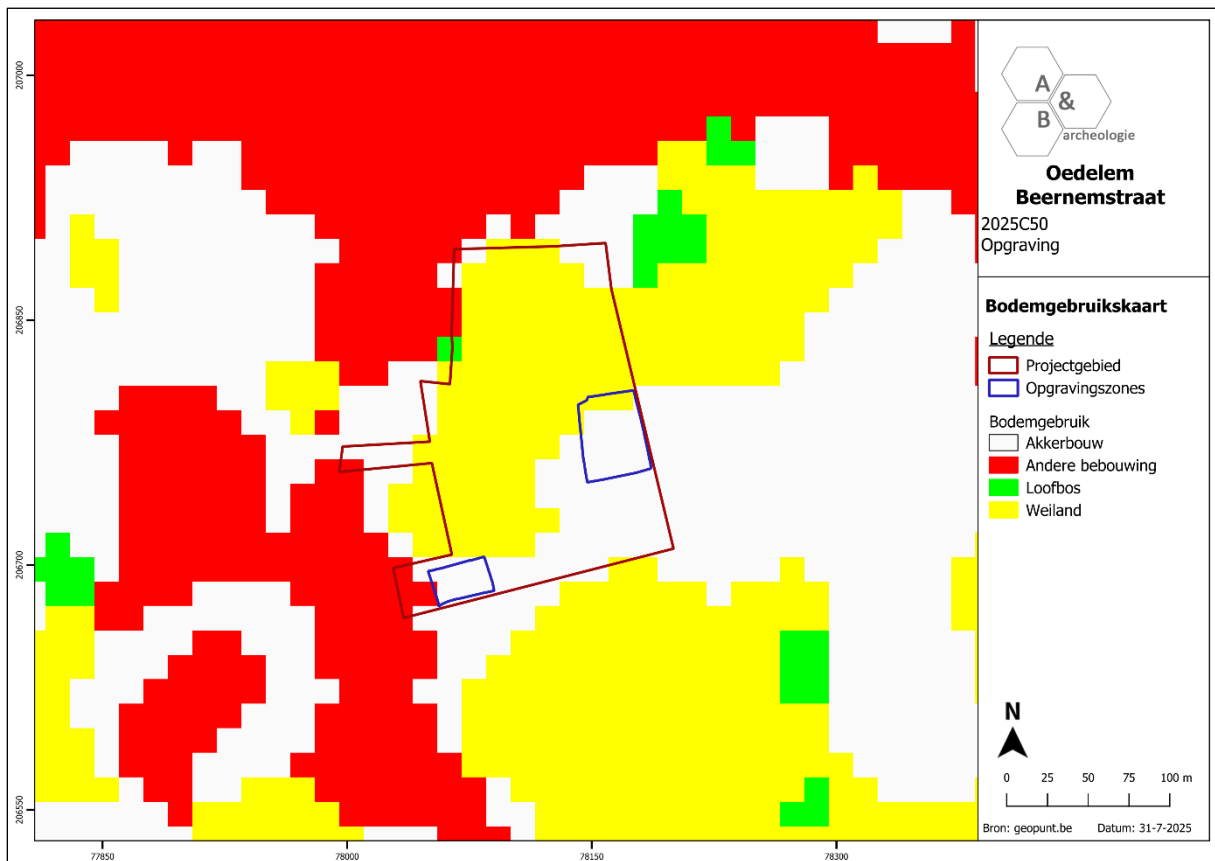 207000
206850
206700
206550
77850
78000
78150
78300
A
&
B
archeologie
Oedelem
Beernemstraat
2025C50
Opgraving
Bodemgebruikskaart
Legende
Projectgebied
Opgravingszones
Bodemgebruik
Akkerbouw
Andere bebouwing
Loofbos
Weiland
N
0 25 50 75 100 m
Bron: geopunt.be Datum: 31-7-2025